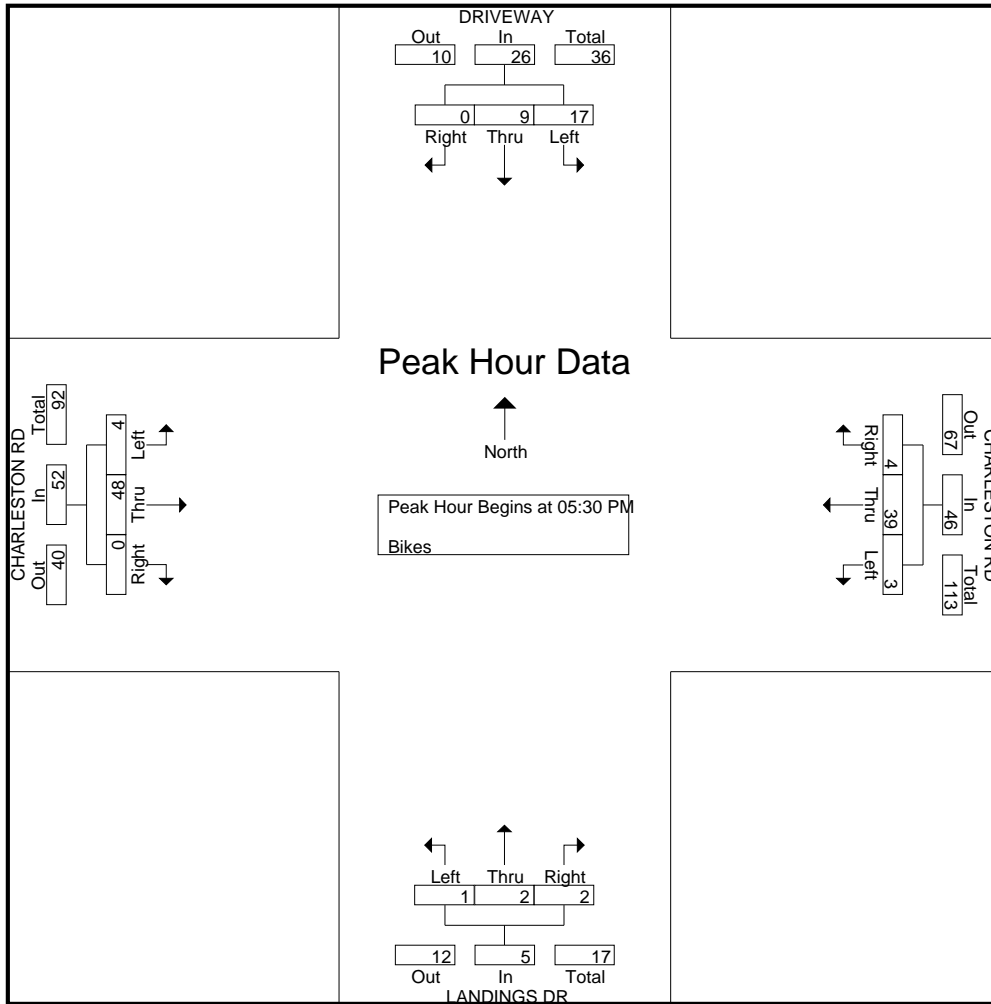 DRIVEWAY
Out In Total
10 26 36
0 9 17
Right Thru Left
Peak Hour Data
North
Peak Hour Begins at 05:30 PM
Bikes
CHARLESTON RD
Total In Out
92 52 40
4 48 0
Left Thru Right
CHARLESTON RD
Out In Total
67 46 113
4 39 3
Right Thru Left
Left Thru Right
1 2 2
12 5 17
Out In Total
LANDINGS DR